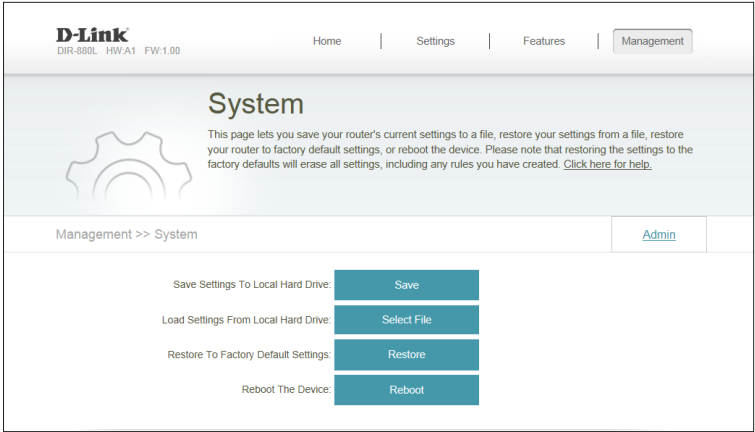 D-Link
DIR-880L HW:A1 FW:1.00
Home
Settings
Features
Management
System
This page lets you save your router's current settings to a file, restore your settings from a file, restore
your router to factory default settings, or reboot the device. Please note that restoring the settings to the
factory defaults will erase all settings, including any rules you have created. Click here for help.
Management >> System
Admin
Save Settings To Local Hard Drive: Save
Load Settings From Local Hard Drive: Select File
Restore To Factory Default Settings: Restore
Reboot The Device: Reboot